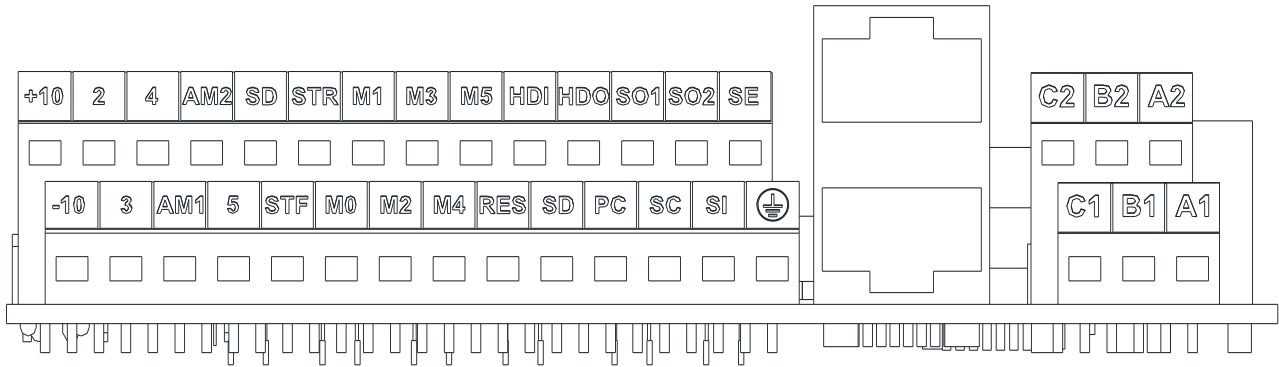 +10 2 4 AM2 SD STR M1 M3 M5 HDI HDO SO1 SO2 SE C2 B2 A2
-10 3 AM1 5 STF M0 M2 M4 RES SD PC SC SI C1 B1 A1